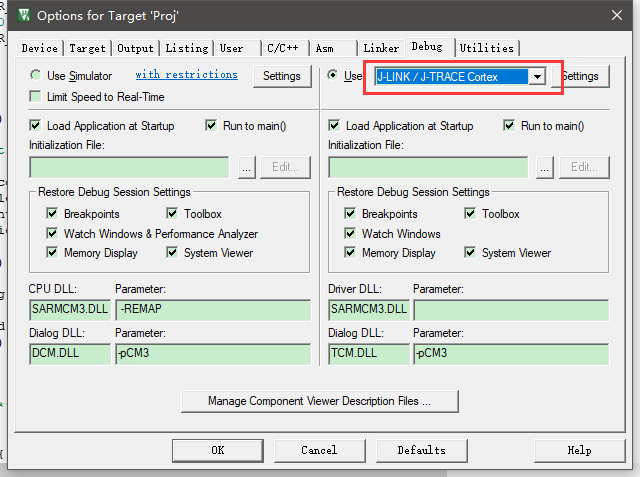 Options for Target 'Proj'
Device Target Output Listing User C/C++ Asm Linker Debug Utilities
Use Simulator with restrictions Settings
Limit Speed to Real-Time
Use J-LINK / J-TRACE Cortex Settings
Load Application at Startup Run to main()
Initialization File:
... Edit...
Load Application at Startup Run to main()
Initialization File:
... Edit...
Restore Debug Session Settings
Breakpoints Toolbox
Watch Windows & Performance Analyzer
Memory Display System Viewer
Restore Debug Session Settings
Breakpoints Toolbox
Watch Windows
Memory Display System Viewer
CPU DLL: Parameter:
SARMCM3.DLL -REMAP
Dialog DLL: Parameter:
DCM.DLL -pCM3
Driver DLL: Parameter:
SARMCM3.DLL
Dialog DLL: Parameter:
TCM.DLL -pCM3
Manage Component Viewer Description Files ...
OK Cancel Defaults Help